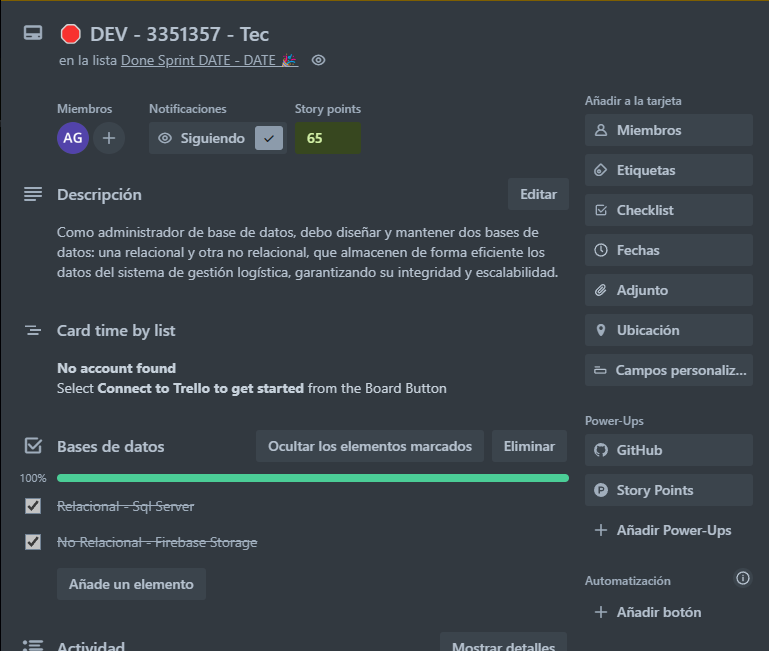 DEV - 3351357 - Tec
en la lista Done Sprint DATE - DATE 🎉
Miembros
Notificaciones
Story points
AG
Siguiendo
65
Descripción
Editar
Como administrador de base de datos, debo diseñar y mantener dos bases de
datos: una relacional y otra no relacional, que almacenen de forma eficiente los
datos del sistema de gestión logística, garantizando su integridad y escalabilidad.
Card time by list
No account found
Select Connect to Trello to get started from the Board Button
Bases de datos
Ocultar los elementos marcados
Eliminar
100%
Relacional - Sql Server
No Relacional - Firebase Storage
Añade un elemento
Actividad
Mostrar detalles
Añadir a la tarjeta
Miembros
Etiquetas
Checklist
Fechas
Adjunto
Ubicación
Campos personaliz...
Power-Ups
GitHub
Story Points
Añadir Power-Ups
Automatización
Añadir botón